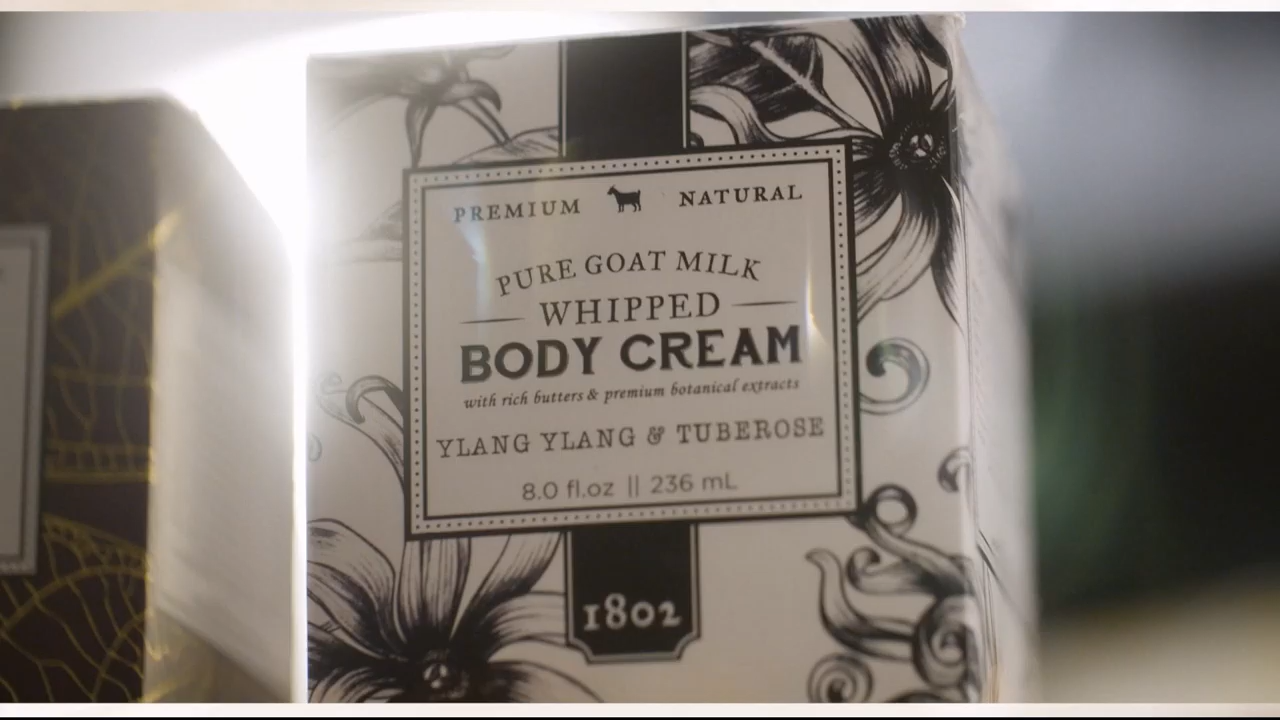 PREMIUM NATURAL
PURE GOAT MILK
WHIPPED
BODY CREAM
with rich butters & premium botanical extracts
YLANG YLANG & TUBEROSE
8.0 fl.oz || 236 mL
1802